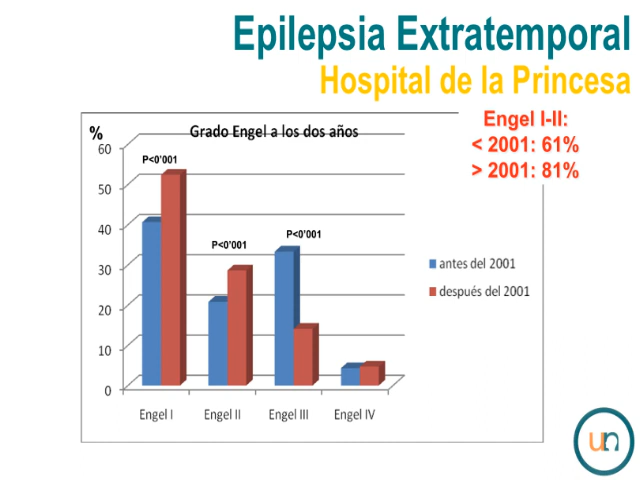 Epilepsia Extratemporal
Hospital de la Princesa
Engel I-II:
< 2001: 61%
> 2001: 81%
%
Grado Engel a los dos años
60
50
40
30
20
10
0
P<0'001
P<0'001
P<0'001
Engel I
Engel II
Engel III
Engel IV
antes del 2001
después del 2001
un